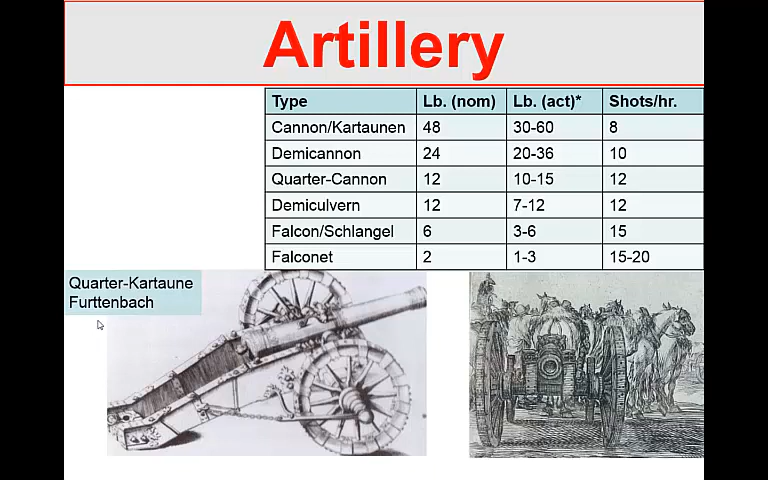 Artillery
Type Lb. (nom) Lb. (act)* Shots/hr.
Cannon/Kartaunen 48 30-60 8
Demicannon 24 20-36 10
Quarter-Cannon 12 10-15 12
Demiculvern 12 7-12 12
Falcon/Schlangel 6 3-6 15
Falconet 2 1-3 15-20
Quarter-Kartaune
Furttenbach